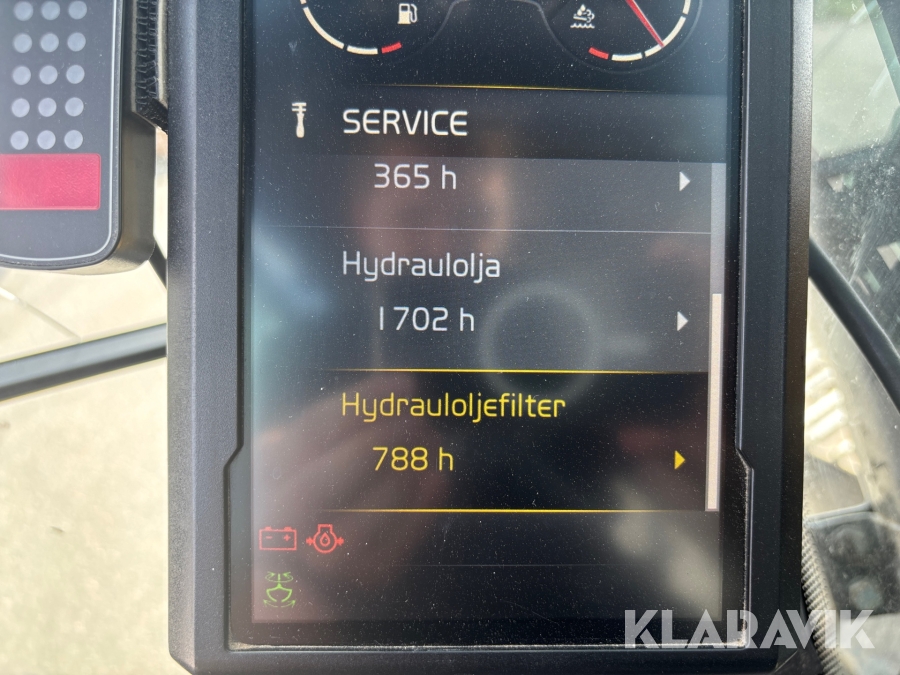 SERVICE
365 h
Hydraulolja
1702 h
Hydrauloljefilter
788 h
KLARAVIK